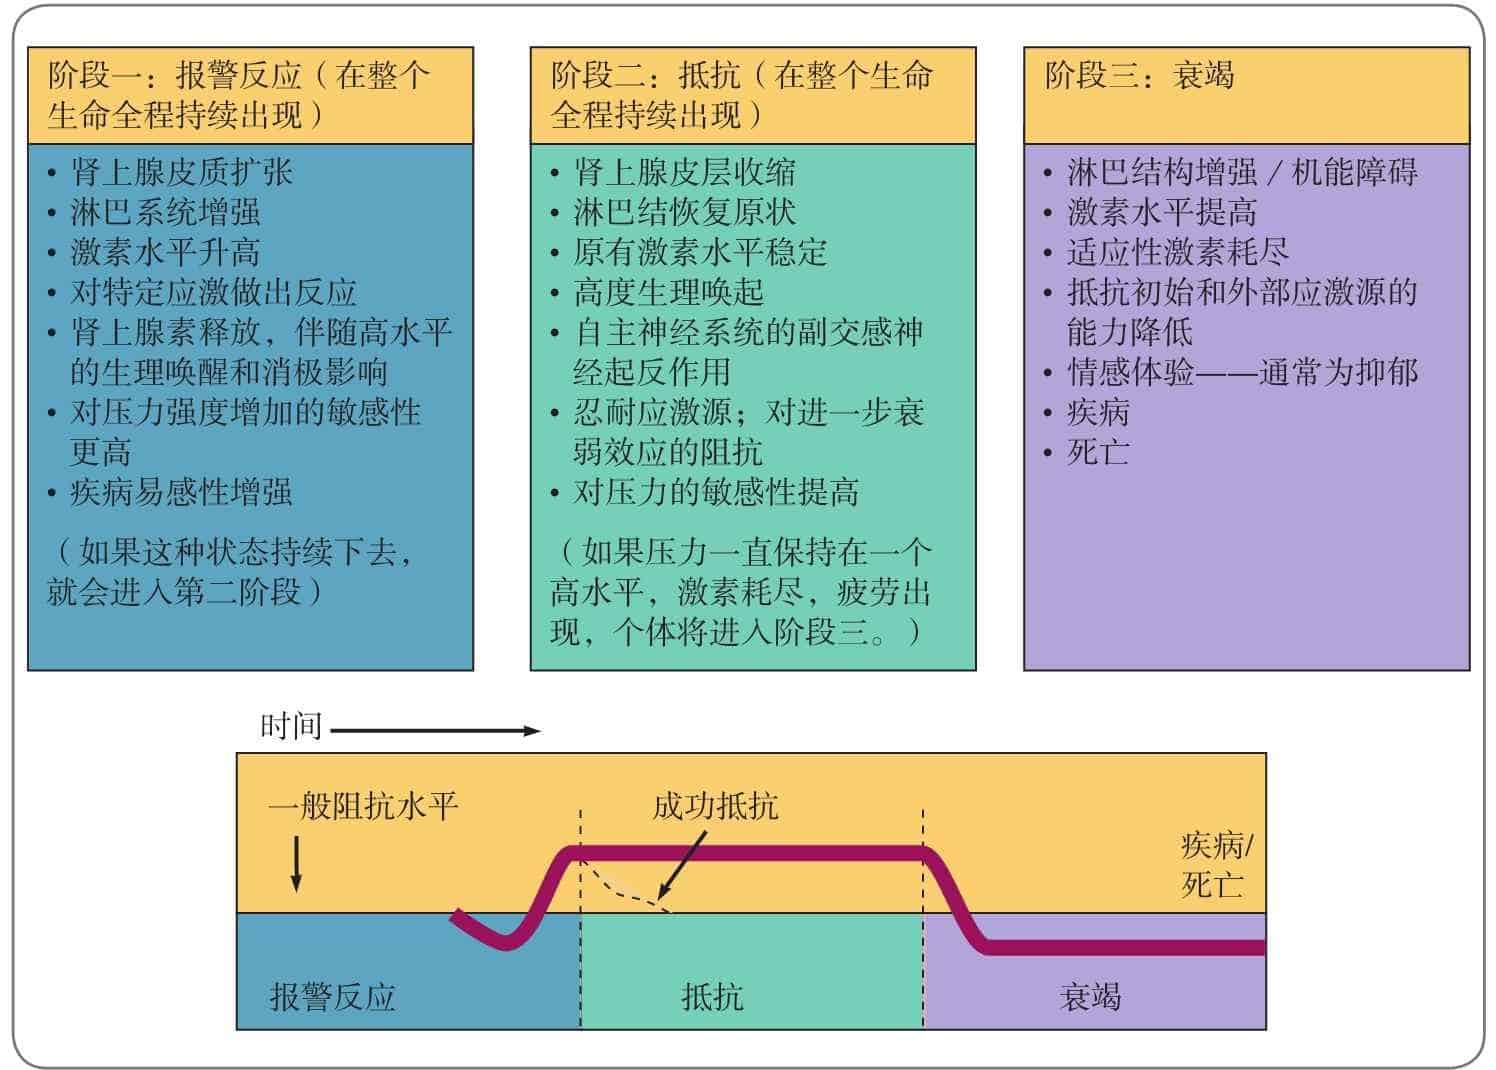 阶段一：报警反应（在整个
生命全程持续出现）
• 肾上腺皮质扩张
• 淋巴系统增强
• 激素水平升高
• 对特定应激做出反应
• 肾上腺素释放，伴随高水平
的生理唤醒和消极影响
• 对压力强度增加的敏感性
更高
• 疾病易感性增强
（如果这种状态持续下去，
就会进入第二阶段）
阶段二：抵抗（在整个生命
全程持续出现）
• 肾上腺皮层收缩
• 淋巴结恢复原状
• 原有激素水平稳定
• 高度生理唤起
• 自主神经系统的副交感神
经起反作用
• 忍耐应激源；对进一步衰
弱效应的阻抗
• 对压力的敏感性提高
（如果压力一直保持在一个
高水平，激素耗尽，疲劳出
现，个体将进入阶段三。）
阶段三：衰竭
• 淋巴结构增强 / 机能障碍
• 激素水平提高
• 适应性激素耗尽
• 抵抗初始和外部应激源的
能力降低
• 情感体验——通常为抑郁
• 疾病
• 死亡
时间
一般阻抗水平
成功抵抗
疾病/
死亡
报警反应
抵抗
衰竭